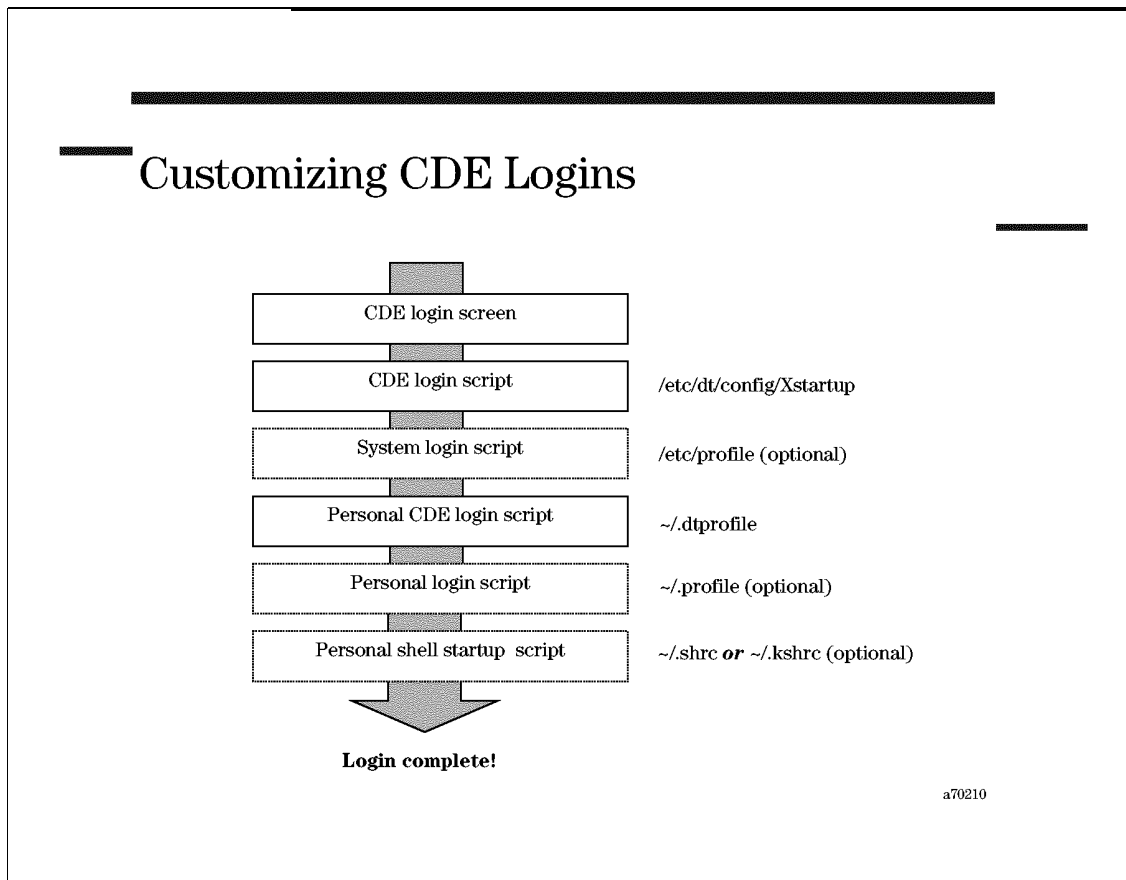 Customizing CDE Logins
CDE login screen
CDE login script
/etc/dt/config/Xstartup
System login script
/etc/profile (optional)
Personal CDE login script
~/.dtprofile
Personal login script
~/.profile (optional)
Personal shell startup script
~/.shrc or ~/.kshrc (optional)
Login complete!
a70210